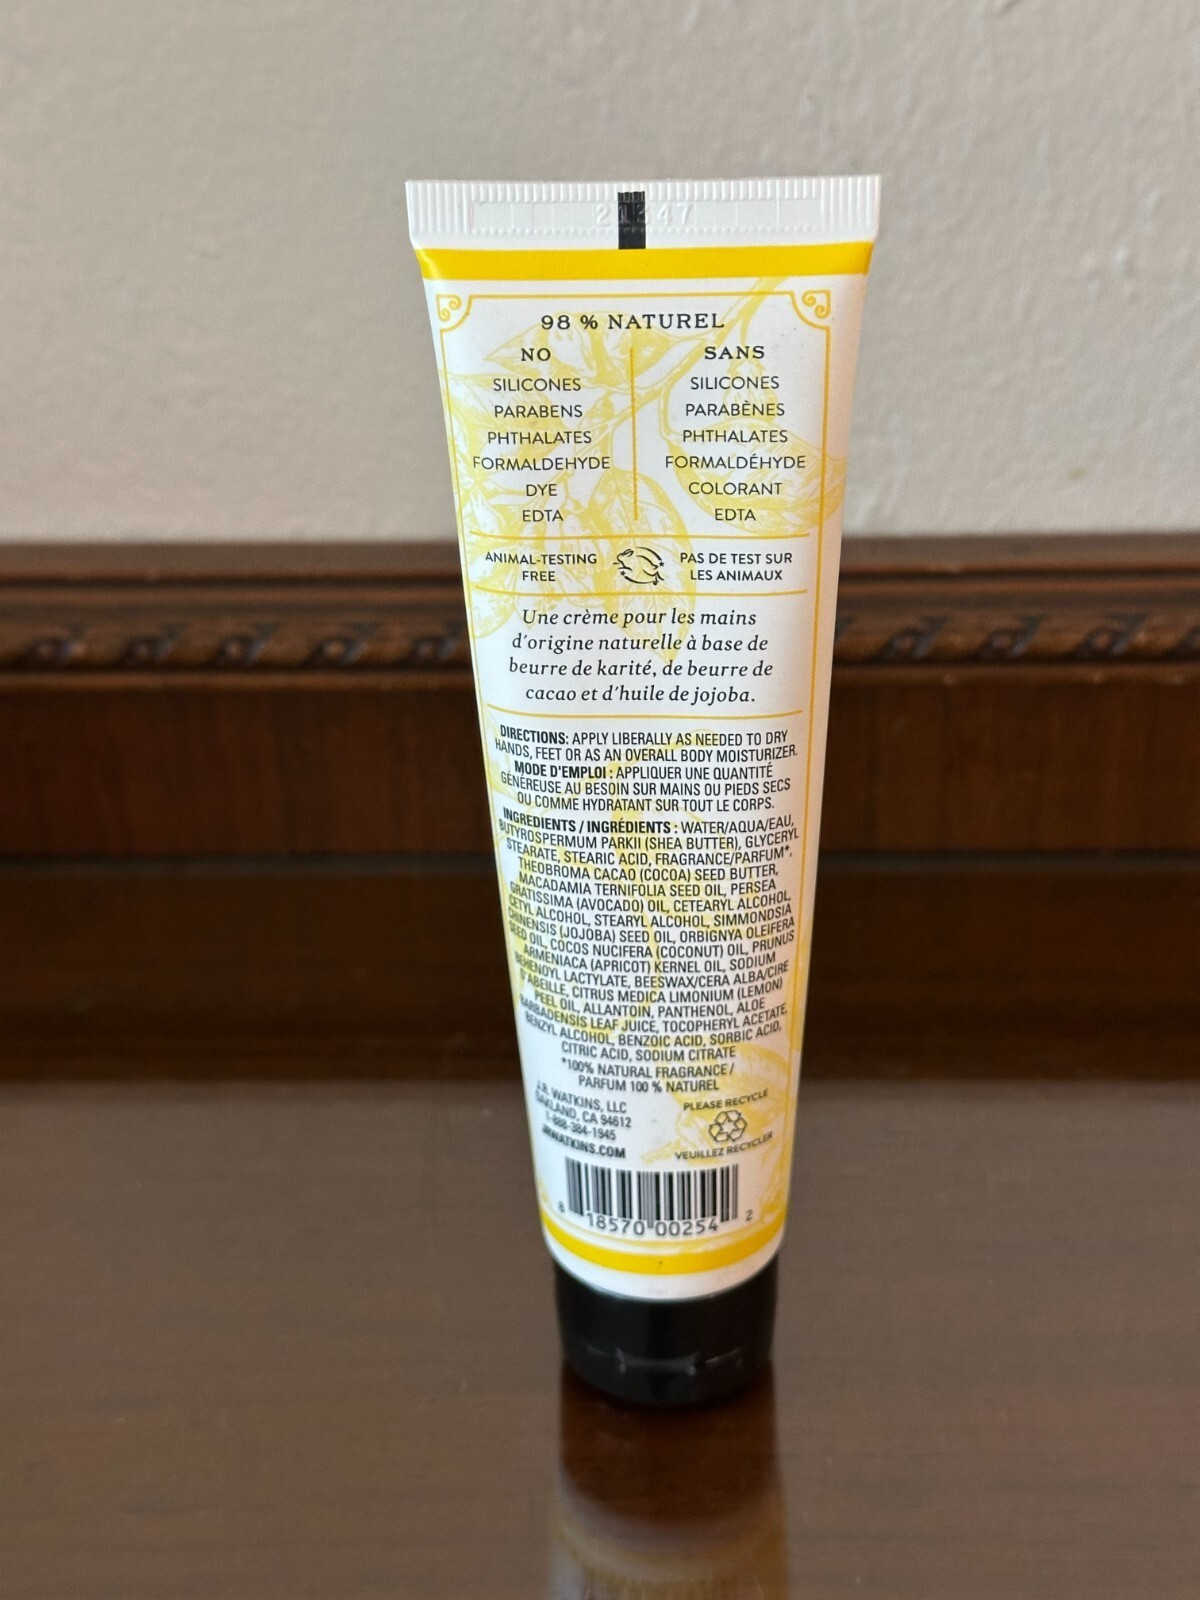 98 % NATUREL
NO
SILICONES
PARABENS
PHTHALATES
FORMALDEHYDE
DYE
EDTA
SANS
SILICONES
PARABÈNES
PHTHALATES
FORMALDÉHYDE
COLORANT
EDTA
ANIMAL-TESTING
FREE
PAS DE TEST SUR
LES ANIMAUX
Une crème pour les mains
d'origine naturelle à base de
beurre de karité, de beurre de
cacao et d'huile de jojoba.
DIRECTIONS: APPLY LIBERALLY AS NEEDED TO DRY
HANDS, FEET OR AS AN OVERALL BODY MOISTURIZER.
MODE D'EMPLOI : APPLIQUER UNE QUANTITÉ
GÉNÉREUSE AU BESOIN SUR MAINS OU PIEDS SECS
OU COMME HYDRATANT SUR TOUT LE CORPS.
INGREDIENTS / INGRÉDIENTS : WATER/AQUA/EAU,
BUTYROSPERMUM PARKII (SHEA BUTTER), GLYCERYL
STEARATE, STEARIC ACID, FRAGRANCE/PARFUM*,
THEOBROMA CACAO (COCOA) SEED BUTTER,
MACADAMIA TERNIFOLIA SEED OIL, PERSEA
GRATISSIMA (AVOCADO) OIL, CETEARYL ALCOHOL,
CETYL ALCOHOL, STEARYL ALCOHOL, SIMMONDSIA
CHINENSIS (JOJOBA) SEED OIL, ORBIGNYA OLEIFERA
SEED OIL, COCOS NUCIFERA (COCONUT) OIL, PRUNUS
ARMENIACA (APRICOT) KERNEL OIL, SODIUM
BEHENOYL LACTYLATE, BEESWAX/CERA ALBA/CIRE
D'ABEILLE, CITRUS MEDICA LIMONIUM (LEMON)
PEEL OIL, ALLANTOIN, PANTHENOL, ALOE
BARBADENSIS LEAF JUICE, TOCOPHERYL ACETATE,
BENZYL ALCOHOL, BENZOIC ACID, SORBIC ACID,
CITRIC ACID, SODIUM CITRATE
*100% NATURAL FRAGRANCE /
PARFUM 100 % NATUREL
J.R. WATKINS, LLC
OAKLAND, CA 94612
1-888-384-1945
JRWATKINS.COM
PLEASE RECYCLE
VEUILLEZ RECYCLER
8 18570 00254 2